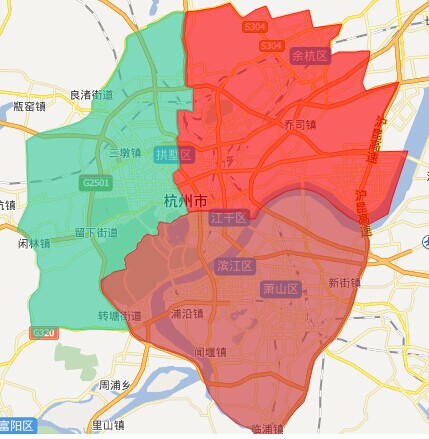 S304
S304
余杭区
良渚街道
瓶窑镇
乔司镇
沪昆高速
三墩镇
拱墅区
G2501
杭州市
沪昆高速
杭镇
江干区
留下街道
闲林镇
滨江区
萧山区
新街镇
转塘街道
浦沿镇
G320
闻堰镇
周浦乡
富阳区
里山镇
临浦镇